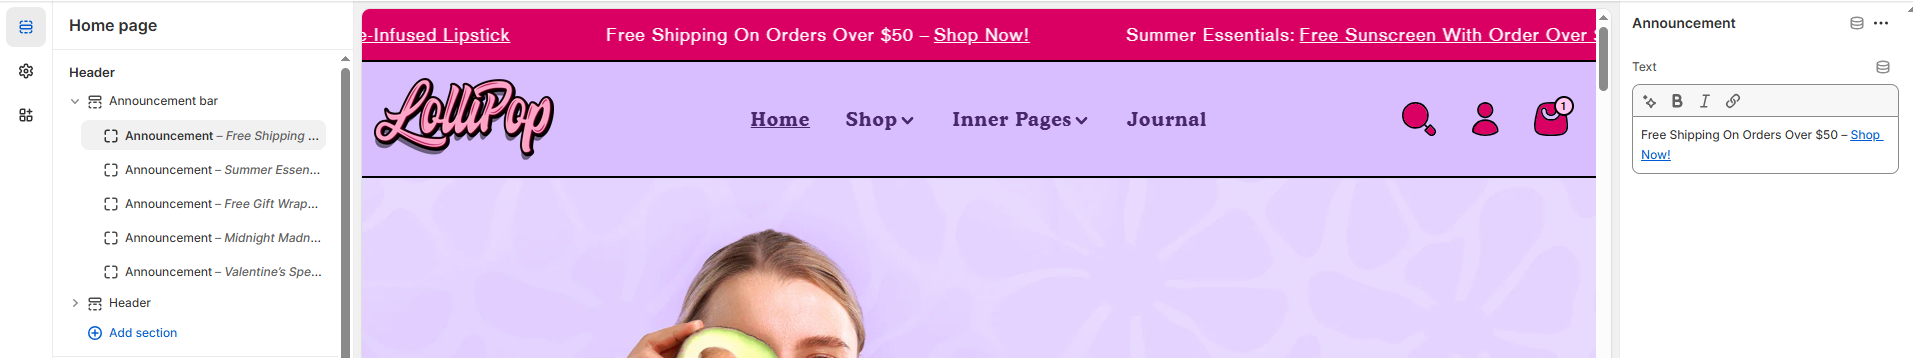 Home page
Header
Announcement bar
Announcement – Free Shipping ...
Announcement – Summer Essen...
Announcement – Free Gift Wrap...
Announcement – Midnight Madn...
Announcement – Valentine's Spe...
Header
Add section
e-Infused Lipstick
Free Shipping On Orders Over $50 – Shop Now!
Summer Essentials: Free Sunscreen With Order Over
LolliPop
Home
Shop
Inner Pages
Journal
1
Announcement
Text
B I
Free Shipping On Orders Over $50 – Shop
Now!